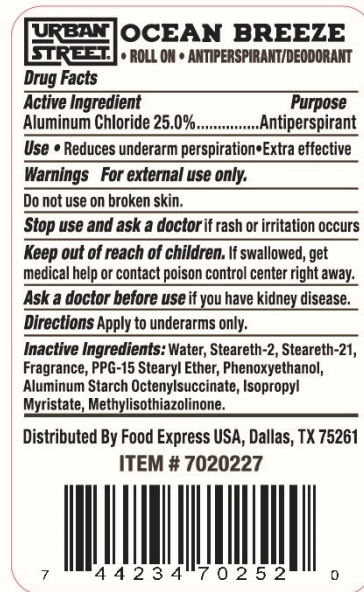 URBAN STREET.
OCEAN BREEZE
• ROLL ON • ANTIPERSPIRANT/DEODORANT
Drug Facts
Active Ingredient Purpose
Aluminum Chloride 25.0%...............Antiperspirant
Use • Reduces underarm perspiration•Extra effective
Warnings For external use only.
Do not use on broken skin.
Stop use and ask a doctor if rash or irritation occurs
Keep out of reach of children. If swallowed, get
medical help or contact poison control center right away.
Ask a doctor before use if you have kidney disease.
Directions Apply to underarms only.
Inactive Ingredients: Water, Steareth-2, Steareth-21,
Fragrance, PPG-15 Stearyl Ether, Phenoxyethanol,
Aluminum Starch Octenylsuccinate, Isopropyl
Myristate, Methylisothiazolinone.
Distributed By Food Express USA, Dallas, TX 75261
ITEM # 7020227
7 44234 70252 0